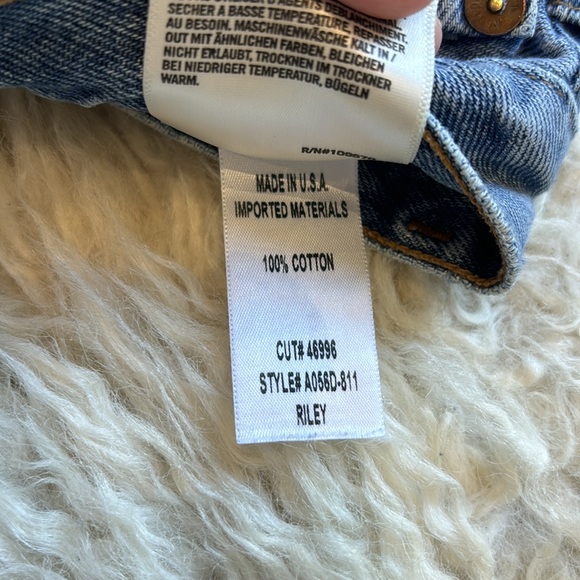 SECHER A BASSE TEMPERATURE, REPASSER
AU BESOIN. MASCHINENWÄSCHE KALT IN /
OUT MIT ÄHNLICHEN FARBEN, BLEICHEN
NICHT ERLAUBT, TROCKNEN IM TROCKNER
BEI NIEDRIGER TEMPERATUR, BÜGELN
WARM.
MADE IN U.S.A.
IMPORTED MATERIALS
100% COTTON
CUT# 46996
STYLE# A056D-811
RILEY